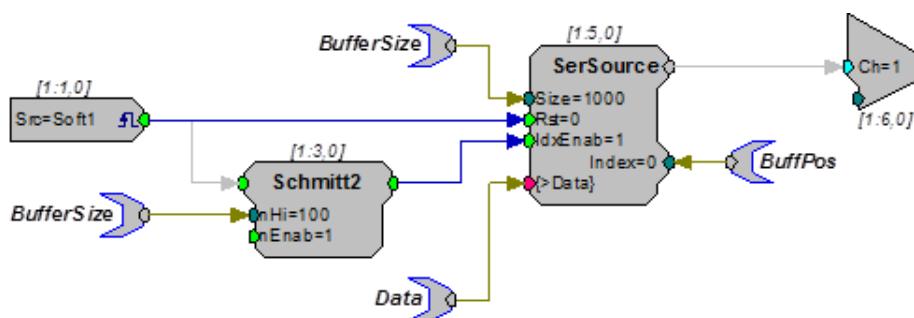 BufferSize
[1:5,0]
SerSource
[1:1,0]
Src=Soft1
Size=1000
Rst=0
IdxEnab=1
Index=0
{>Data}
Ch=1
[1:6,0]
BuffPos
[1:3,0]
Schmitt2
nHi=100
nEnab=1
BufferSize
Data